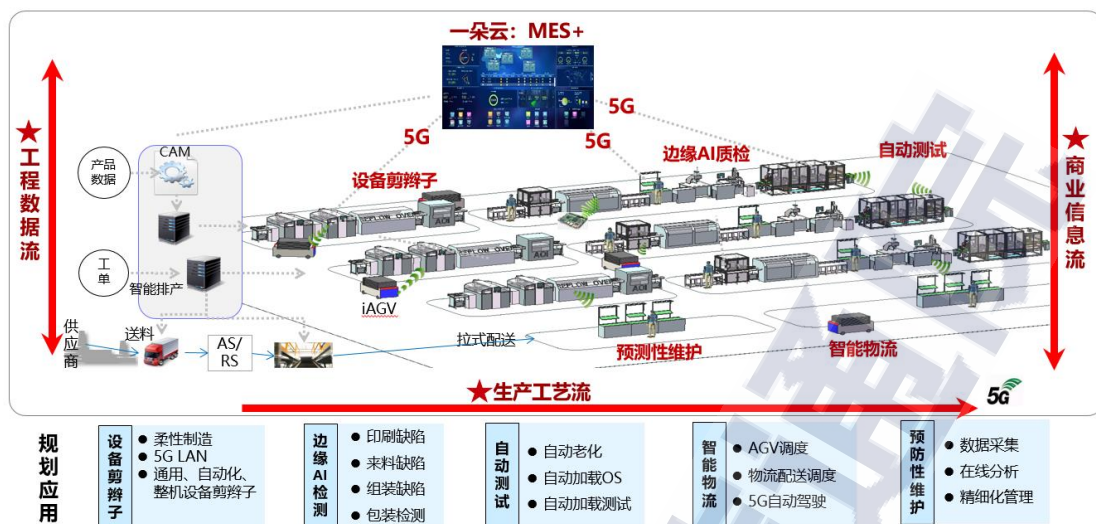 一朵云：MES+
5G
5G
5G
★工程数据流
★商业信息流
产品
数据
CAM
工
单
智能排产
设备剪辫子
边缘AI质检
自动测试
REFLOW OVEN
AOI
AOI
AOI
iAGV
供
应
商
送料
AS/
RS
拉式配送
预测性维护
智能物流
★生产工艺流
5G
规划应用
设备剪辫子
● 柔性制造
● 5G LAN
● 通用、自动化、
整机设备剪辫子
边缘AI检测
● 印刷缺陷
● 来料缺陷
● 组装缺陷
● 包装检测
自动测试
● 自动老化
● 自动加载OS
● 自动加载测试
智能物流
● AGV调度
● 物流配送调度
● 5G自动驾驶
预防性维护
● 数据采集
● 在线分析
● 精细化管理